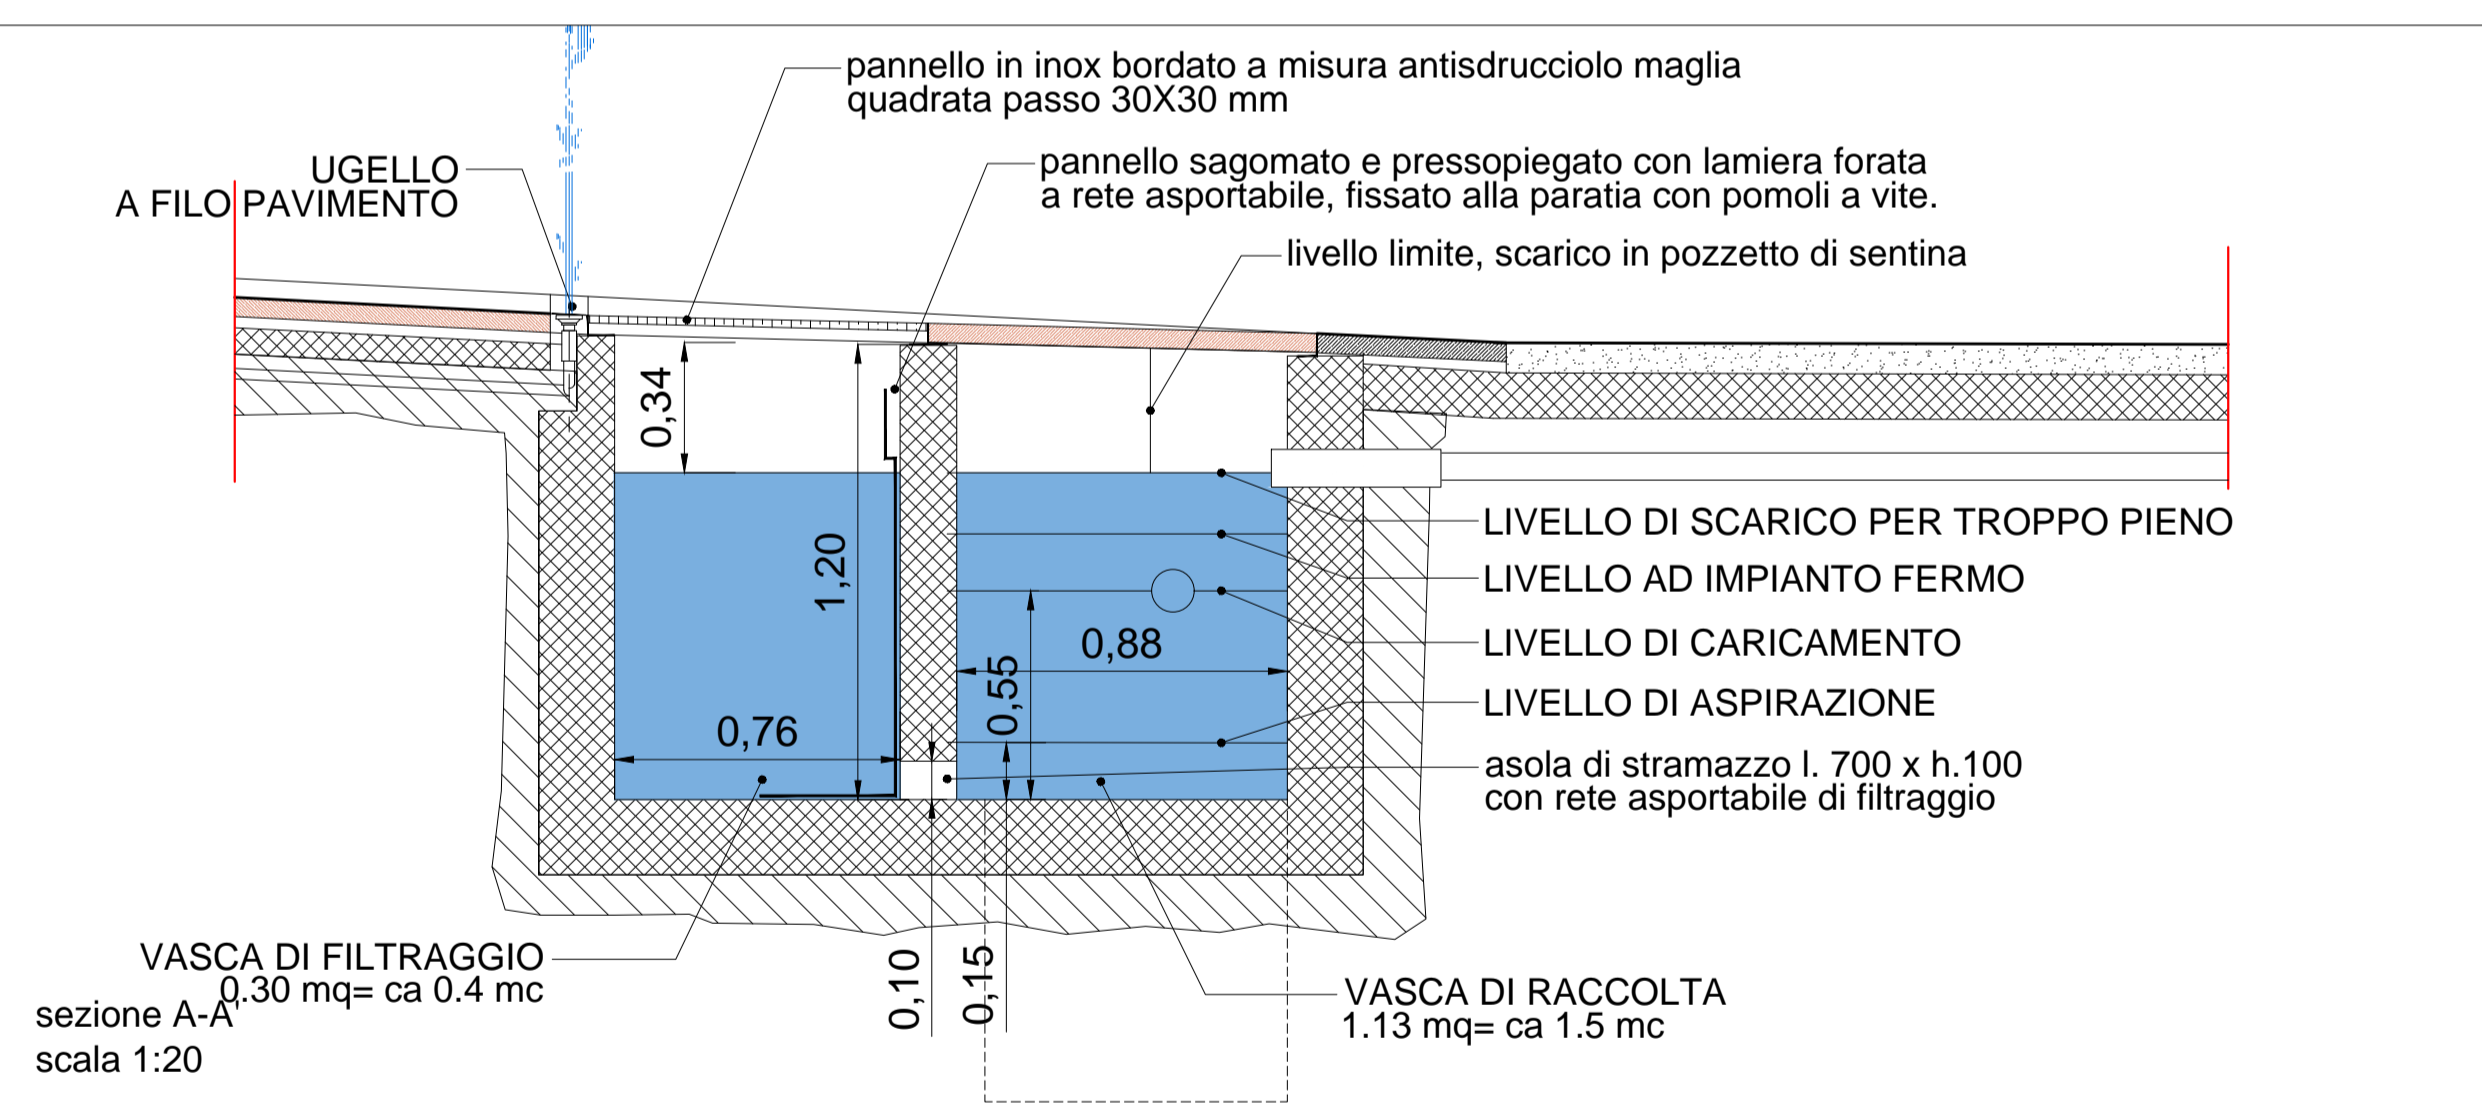 pannello in inox bordato a misura antisdrucciolo maglia
quadrata passo 30X30 mm
UGELLO
A FILO PAVIMENTO
pannello sagomato e pressopiegato con lamiera forata
a rete asportabile, fissato alla paratia con pomoli a vite.
livello limite, scarico in pozzetto di sentina
0,34
1,20
0,76
0,88
0,55
0,10
0,15
LIVELLO DI SCARICO PER TROPPO PIENO
LIVELLO AD IMPIANTO FERMO
LIVELLO DI CARICAMENTO
LIVELLO DI ASPIRAZIONE
asola di stramazzo l. 700 x h.100
con rete asportabile di filtraggio
VASCA DI FILTRAGGIO
0.30 mq= ca 0.4 mc
VASCA DI RACCOLTA
1.13 mq= ca 1.5 mc
sezione A-A'
scala 1:20